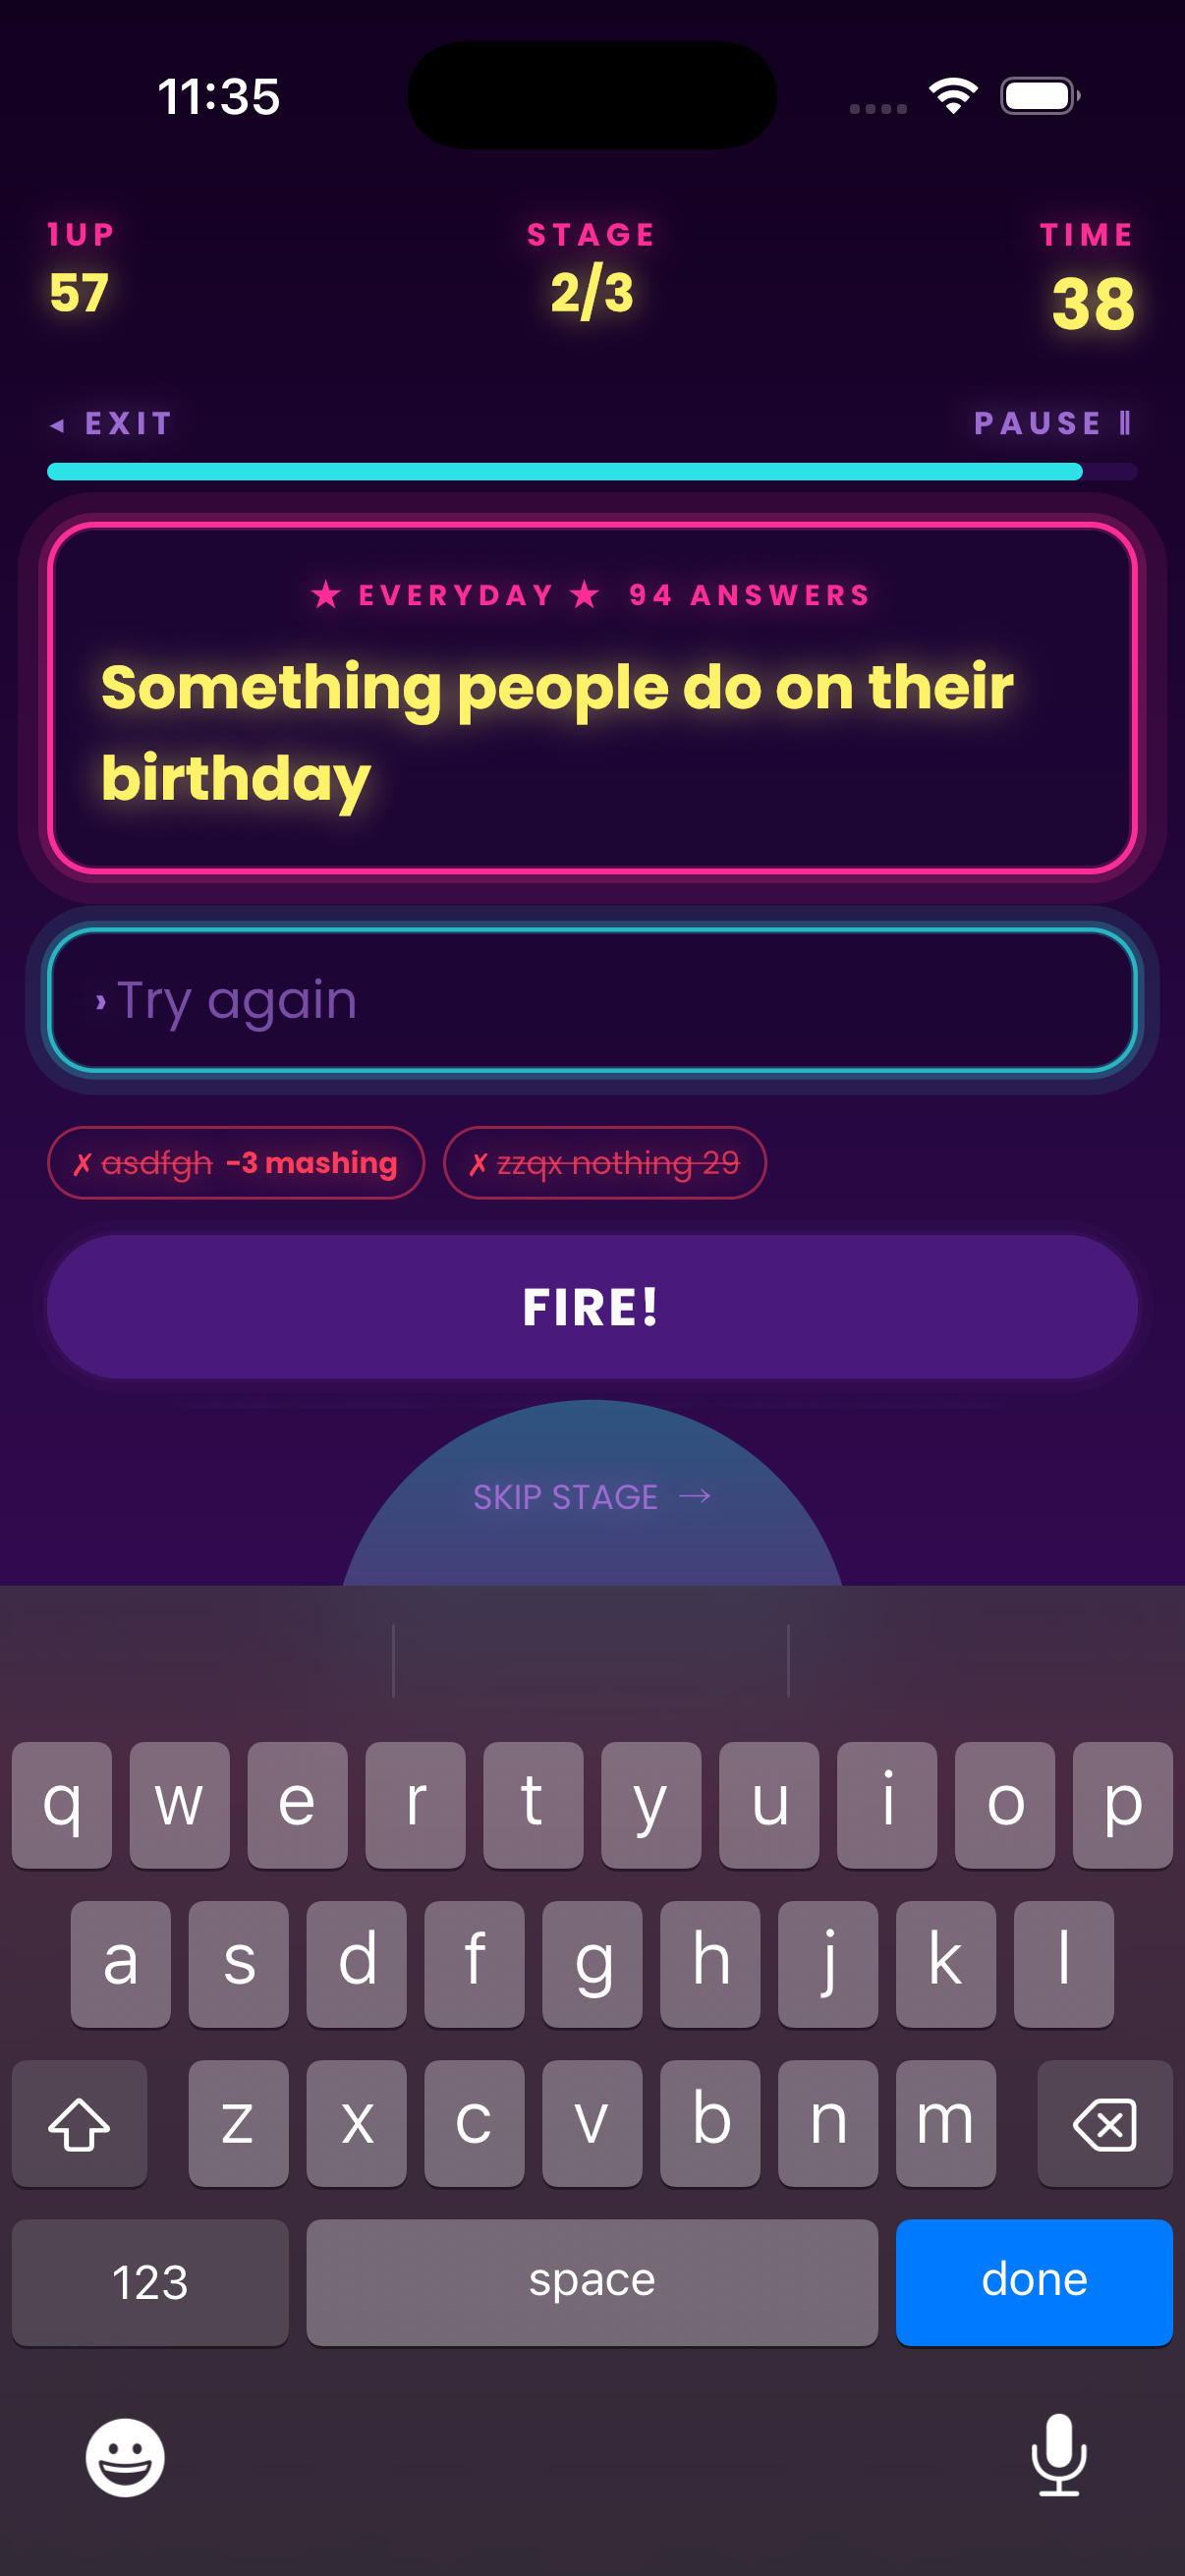 11:35
1UP
STAGE
TIME
57
2/3
38
◂ EXIT
PAUSE ‖
★ EVERYDAY ★ 94 ANSWERS
Something people do on their
birthday
› Try again
✗ asdfgh -3 mashing
✗ zzqx nothing 29
FIRE!
SKIP STAGE →
q w e r t y u i o p
a s d f g h j k l
z x c v b n m
123
space
done